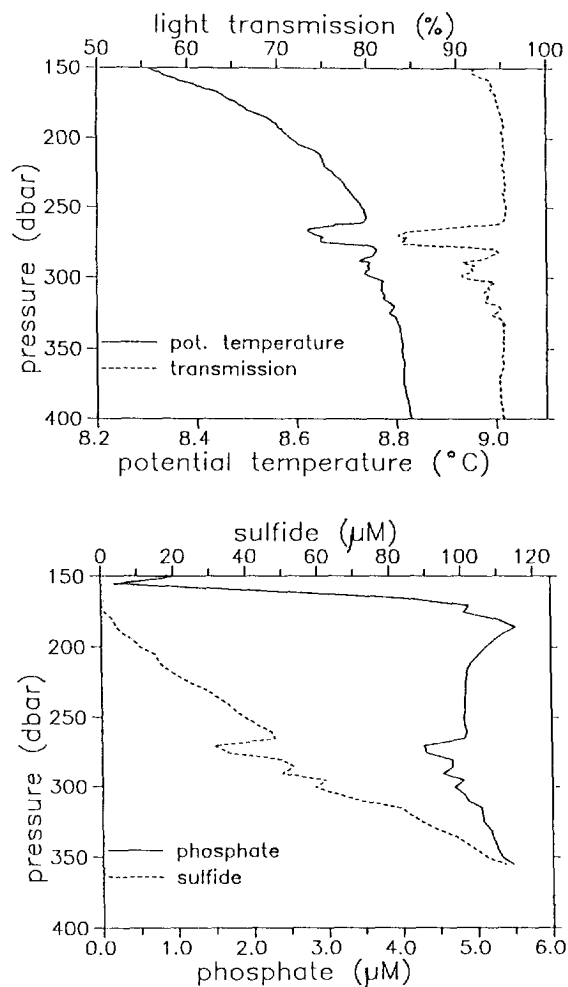 light transmission (%)
50 60 70 80 90 100
150
200
250
300
350
400
pressure (dbar)
pot. temperature
transmission
8.2 8.4 8.6 8.8 9.0
potential temperature (°C)
sulfide (μM)
0 20 40 60 80 100 120
150
200
250
300
350
400
pressure (dbar)
phosphate
sulfide
0.0 1.0 2.0 3.0 4.0 5.0 6.0
phosphate (μM)